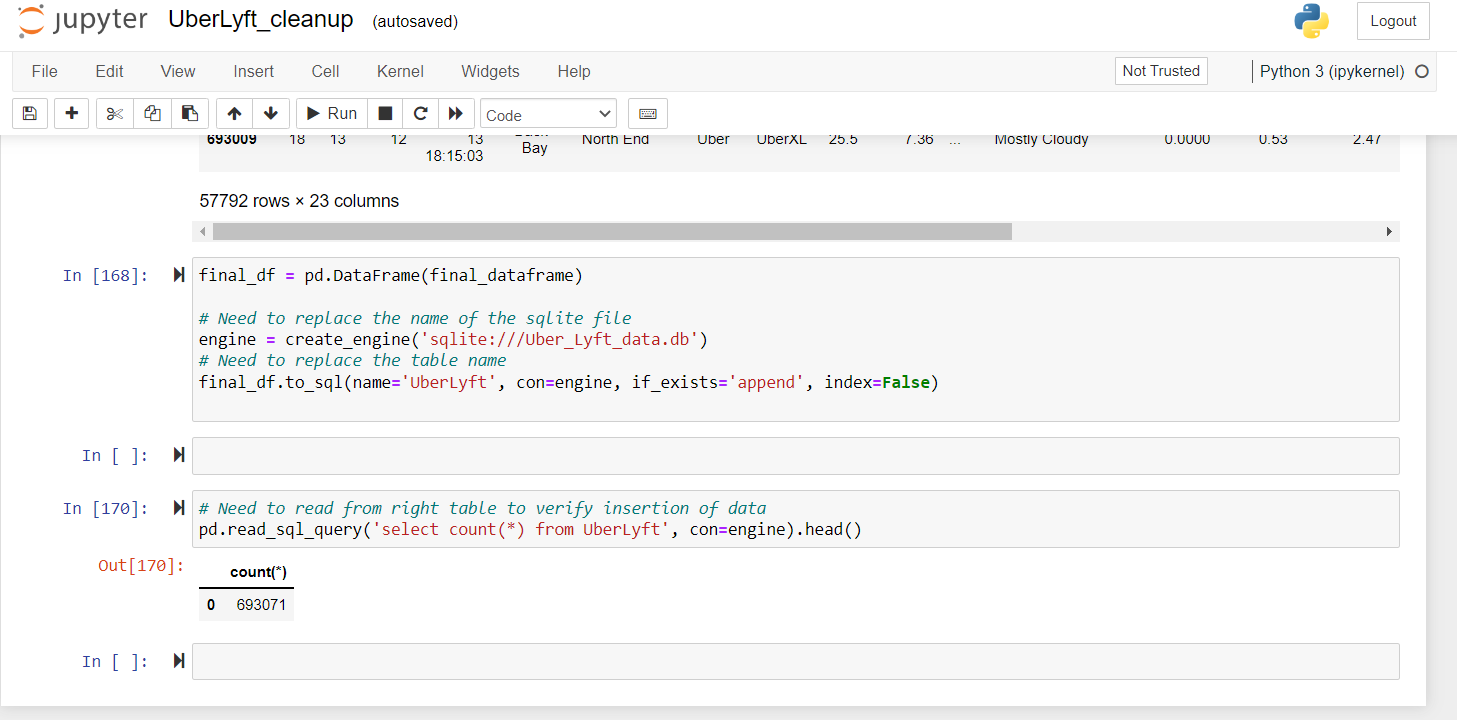 jupyter UberLyft_cleanup (autosaved) Logout
File Edit View Insert Cell Kernel Widgets Help Not Trusted Python 3 (ipykernel)
Run Code
693009 18 13 12 13 18:15:03 Bay North End Uber UberXL 25.5 7.36 ... Mostly Cloudy 0.0000 0.53 2.47
57792 rows × 23 columns
In [168]: final_df = pd.DataFrame(final_dataframe)
# Need to replace the name of the sqlite file
engine = create_engine('sqlite:///Uber_Lyft_data.db')
# Need to replace the table name
final_df.to_sql(name='UberLyft', con=engine, if_exists='append', index=False)
In [ ]:
In [170]: # Need to read from right table to verify insertion of data
pd.read_sql_query('select count(*) from UberLyft', con=engine).head()
Out[170]:
count(*)
0 693071
In [ ]: